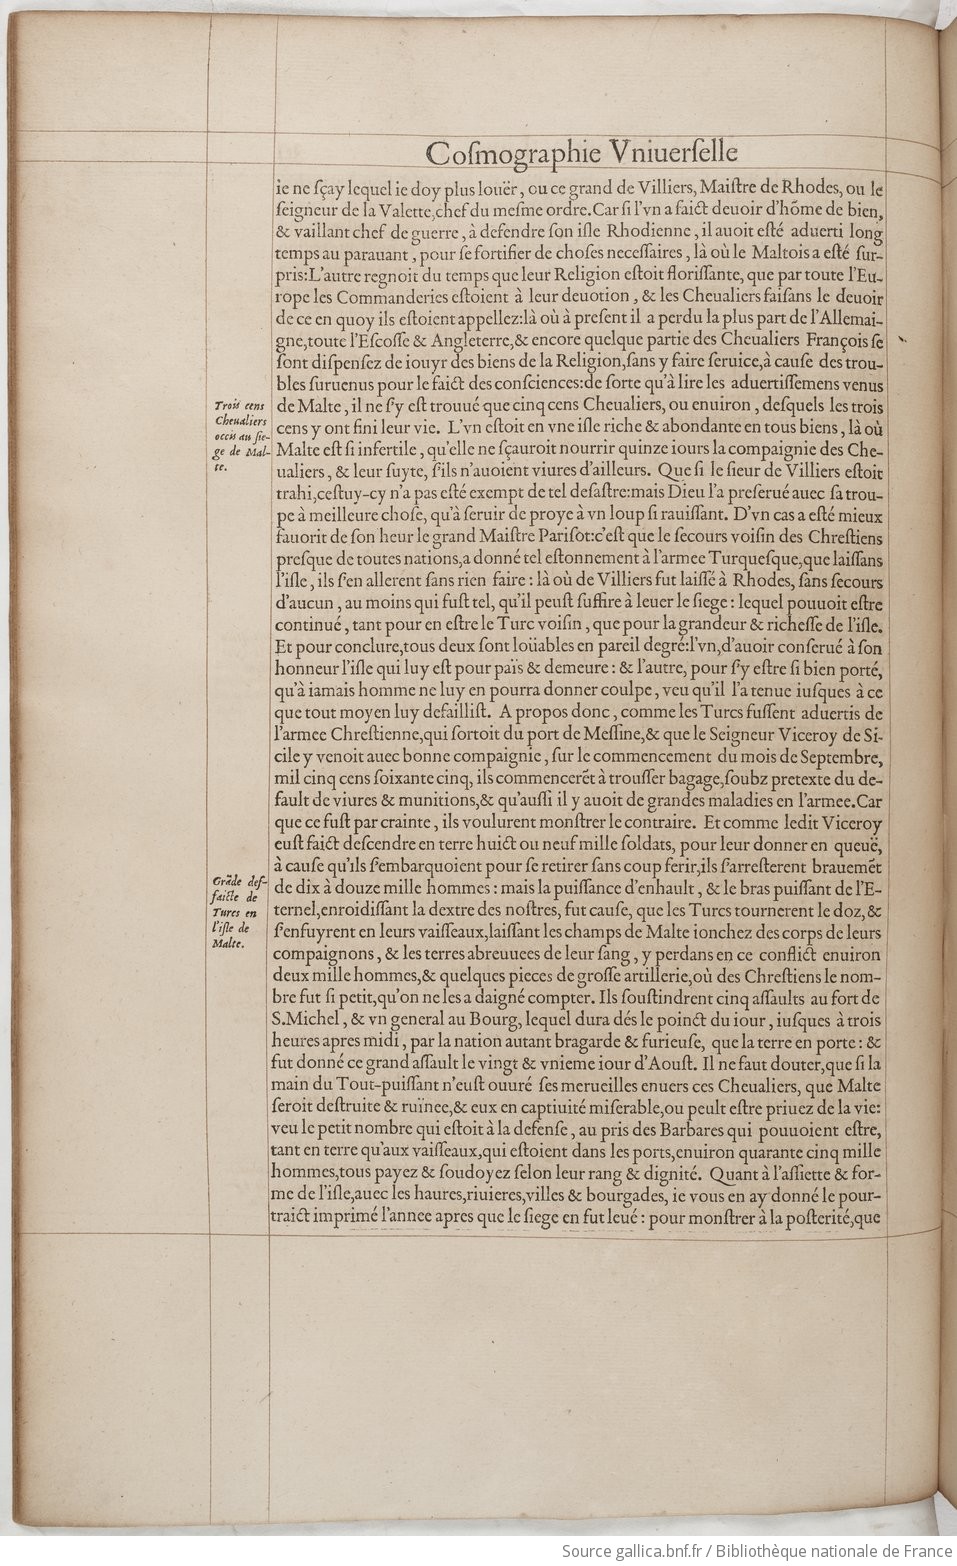 Coſmographie Vniuerſelle
ie ne ſçay lequel ie doy plus louër, ou ce grand de Villiers, Maiſtre de Rhodes, ou le
ſeigneur de la Valette, chef du meſme ordre. Car ſi l'vn a faict deuoir d'hõme de bien,
& vaillant chef de guerre, à defendre ſon iſle Rhodienne, il auoit eſté aduerti long
temps au parauant, pour ſe fortifier de choſes neceſſaires, là où le Maltois a eſté ſur-
pris: L'autre regnoit du temps que leur Religion eſtoit floriſſante, que par toute l'Eu-
rope les Commanderies eſtoient à leur deuotion, & les Cheualiers faiſans le deuoir
de ce en quoy ils eſtoient appellez: là où à preſent il a perdu la plus part de l'Allemai-
gne, toute l'Eſcoſſe & Angleterre, & encore quelque partie des Cheualiers François ſe
ſont diſpenſez de iouyr des biens de la Religion, ſans y faire ſeruice, à cauſe des trou-
bles ſuruenus pour le faict des conſciences: de ſorte qu'à lire les aduertiſſemens venus
de Malte, il ne ſ'y eſt trouué que cinq cens Cheualiers, ou enuiron, deſquels les trois
cens y ont fini leur vie. L'vn eſtoit en vne iſle riche & abondante en tous biens, là où
Malte eſt ſi infertile, qu'elle ne ſçauroit nourrir quinze iours la compaignie des Che-
ualiers, & leur ſuyte, ſ'ils n'auoient viures d'ailleurs. Que ſi le ſieur de Villiers eſtoit
trahi, ceſtuy-cy n'a pas eſté exempt de tel deſaſtre: mais Dieu l'a preſerué auec ſa trou-
pe à meilleure choſe, qu'à ſeruir de proye à vn loup ſi rauiſſant. D'vn cas a eſté mieux
fauorit de ſon heur le grand Maiſtre Pariſot: c'eſt que le ſecours voiſin des Chreſtiens
preſque de toutes nations, a donné tel eſtonnement à l'armee Turqueſque, que laiſſans
l'iſle, ils ſ'en allerent ſans rien faire: là où de Villiers fut laiſſé à Rhodes, ſans ſecours
d'aucun, au moins qui fuſt tel, qu'il peuſt ſuffire à leuer le ſiege: lequel pouuoit eſtre
continué, tant pour en eſtre le Turc voiſin, que pour la grandeur & richeſſe de l'iſle.
Et pour conclure, tous deux ſont loüables en pareil degré: l'vn, d'auoir conſerué à ſon
honneur l'iſle qui luy eſt pour païs & demeure: & l'autre, pour ſ'y eſtre ſi bien porté,
qu'à iamais homme ne luy en pourra donner coulpe, veu qu'il l'a tenue iuſques à ce
que tout moyen luy defailliſt. A propos donc, comme les Turcs fuſſent aduertis de
l'armee Chreſtienne, qui ſortoit du port de Meſſine, & que le Seigneur Viceroy de Si-
cile y venoit auec bonne compaignie, ſur le commencement du mois de Septembre,
mil cinq cens ſoixante cinq, ils commencerẽt à trouſſer bagage, ſoubz pretexte du de-
fault de viures & munitions, & qu'auſſi il y auoit de grandes maladies en l'armee. Car
que ce fuſt par crainte, ils voulurent monſtrer le contraire. Et comme ledit Viceroy
euſt faict deſcendre en terre huict ou neuf mille ſoldats, pour leur donner en queuë,
à cauſe qu'ils ſ'embarquoient pour ſe retirer ſans coup ferir, ils ſ'arreſterent brauemẽt
de dix à douze mille hommes: mais la puiſſance d'enhault, & le bras puiſſant de l'E-
ternel, enroidiſſant la dextre des noſtres, fut cauſe, que les Turcs tournerent le doz, &
ſ'enfuyrent en leurs vaiſſeaux, laiſſant les champs de Malte ionchez des corps de leurs
compaignons, & les terres abreuuees de leur ſang, y perdans en ce conflict enuiron
deux mille hommes, & quelques pieces de groſſe artillerie, où des Chreſtiens le nom-
bre fut ſi petit, qu'on ne les a daigné compter. Ils ſouſtindrent cinq aſſaults au fort de
S. Michel, & vn general au Bourg, lequel dura dés le poinct du iour, iuſques à trois
heures apres midi, par la nation autant bragarde & furieuſe, que la terre en porte: &
fut donné ce grand aſſault le vingt & vnieme iour d'Aouſt. Il ne faut douter, que ſi la
main du Tout-puiſſant n'euſt ouuré ſes merueilles enuers ces Cheualiers, que Malte
ſeroit deſtruite & ruïnee, & eux en captiuité miſerable, ou peult eſtre priuez de la vie:
veu le petit nombre qui eſtoit à la defenſe, au pris des Barbares qui pouuoient eſtre,
tant en terre qu'aux vaiſſeaux, qui eſtoient dans les ports, enuiron quarante cinq mille
hommes, tous payez & ſoudoyez ſelon leur rang & dignité. Quant à l'aſſiette & for-
me de l'iſle, auec les haures, riuieres, villes & bourgades, ie vous en ay donné le pour-
traict imprimé l'annee apres que le ſiege en fut leué: pour monſtrer à la poſterité, que
Trois cens
Cheualiers
occis au ſie-
ge de Mal-
te.
Grãde deſ-
faicte de
Turcs en
l'iſle de
Malte.
Source gallica.bnf.fr / Bibliothèque nationale de France